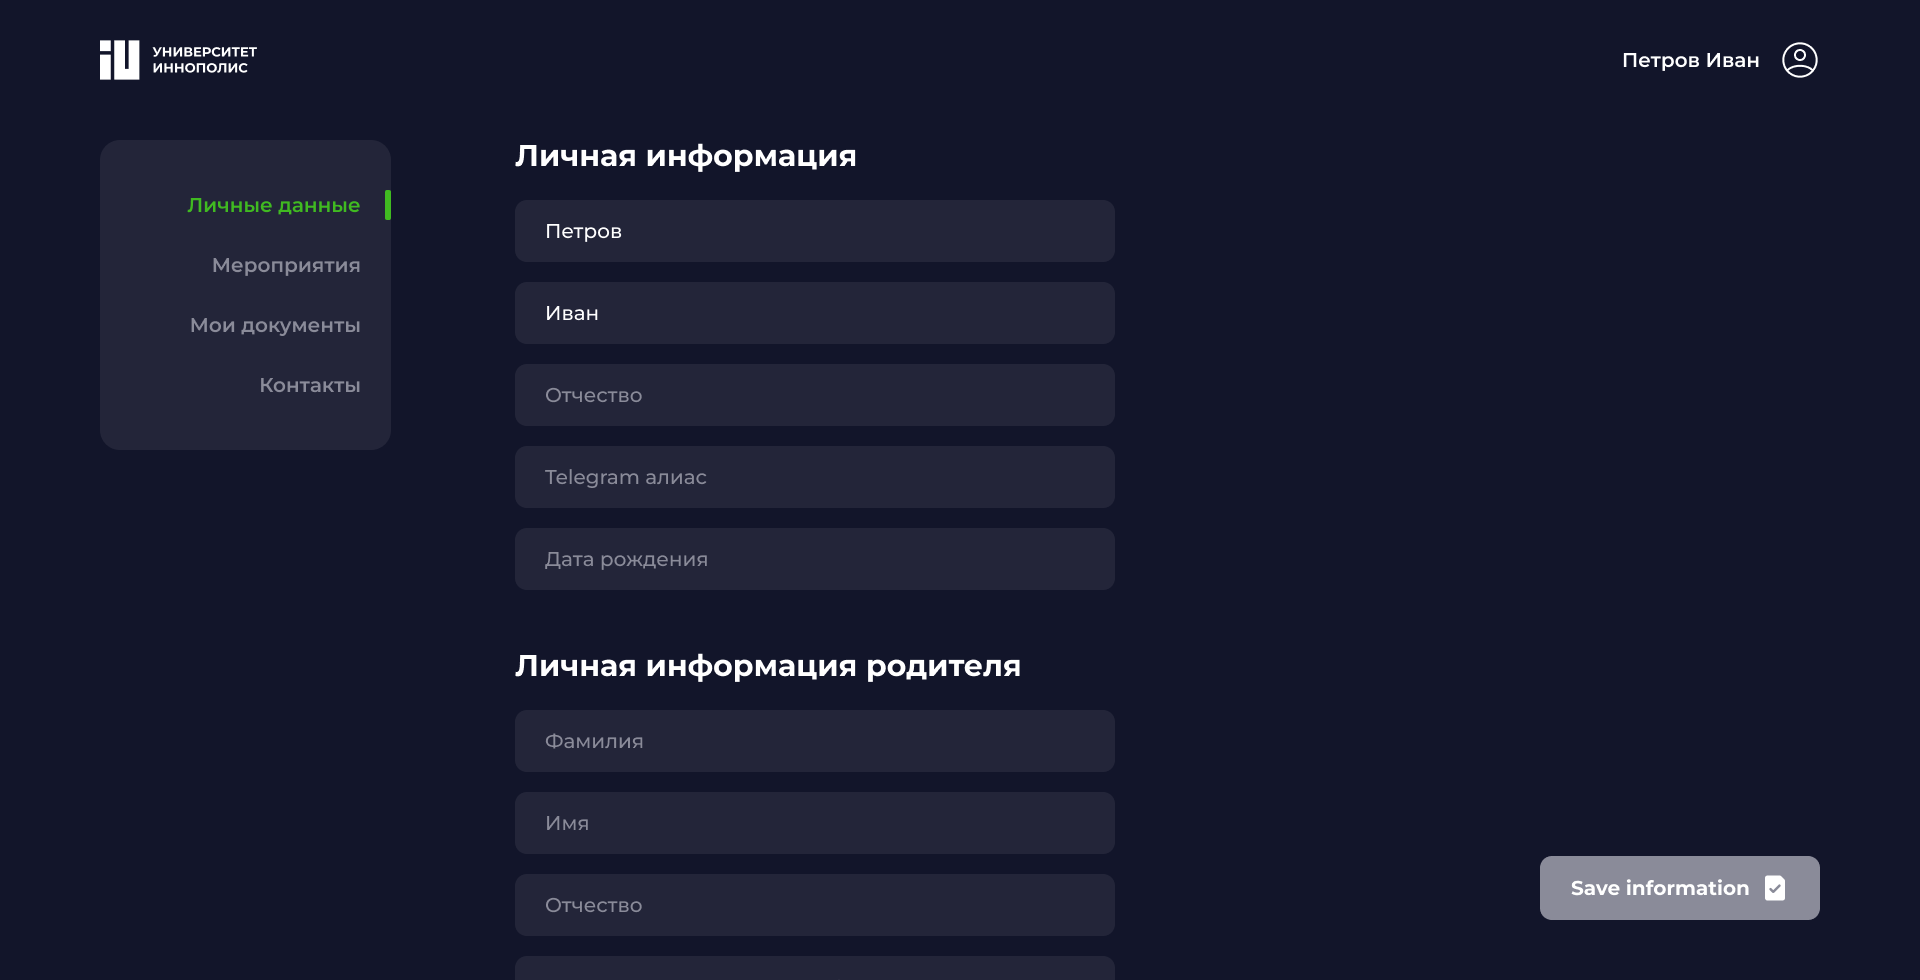 УНИВЕРСИТЕТ
ИННОПОЛИС
Петров Иван
Личные данные
Мероприятия
Мои документы
Контакты
Личная информация
Петров
Иван
Отчество
Telegram алиас
Дата рождения
Личная информация родителя
Фамилия
Имя
Отчество
Save information